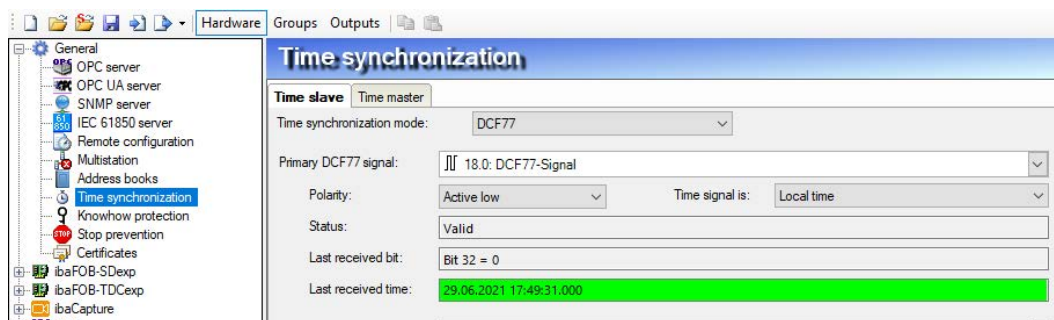 Hardware Groups Outputs
General
OPC server
OPC UA server
SNMP server
IEC 61850 server
Remote configuration
Multistation
Address books
Time synchronization
Knowhow protection
Stop prevention
Certificates
ibaFOB-SDexp
ibaFOB-TDCexp
ibaCapture
Time synchronization
Time slave Time master
Time synchronization mode: DCF77
Primary DCF77 signal: 18.0: DCF77-Signal
Polarity: Active low Time signal is: Local time
Status: Valid
Last received bit: Bit 32 = 0
Last received time: 29.06.2021 17:49:31.000